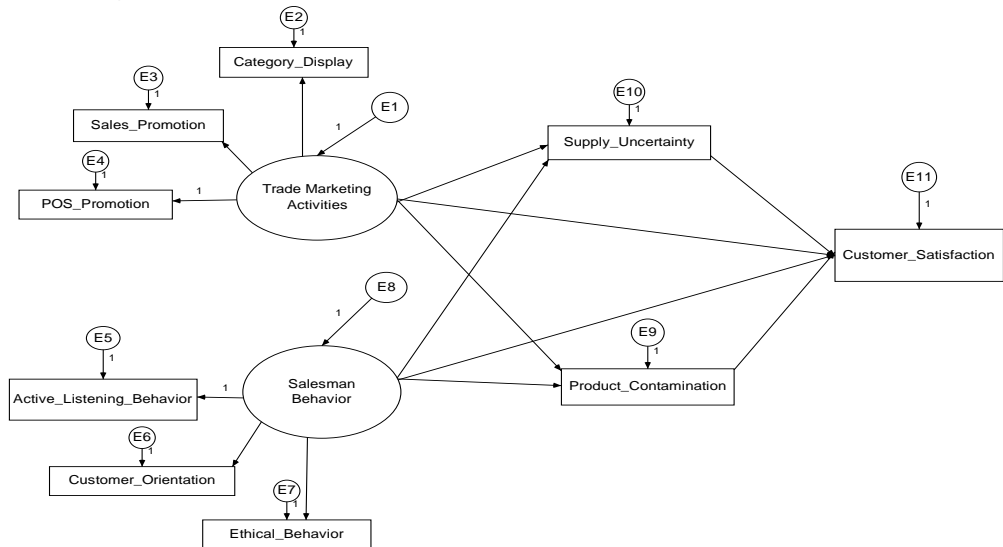 E2
1
Category_Display
E3
1
Sales_Promotion
E1
1
E4
1
POS_Promotion
1
Trade Marketing
Activities
E10
1
Supply_Uncertainty
E11
1
Customer_Satisfaction
E8
1
E5
1
Active_Listening_Behavior
1
Salesman
Behavior
E9
1
Product_Contamination
E6
1
Customer_Orientation
E7
1
Ethical_Behavior